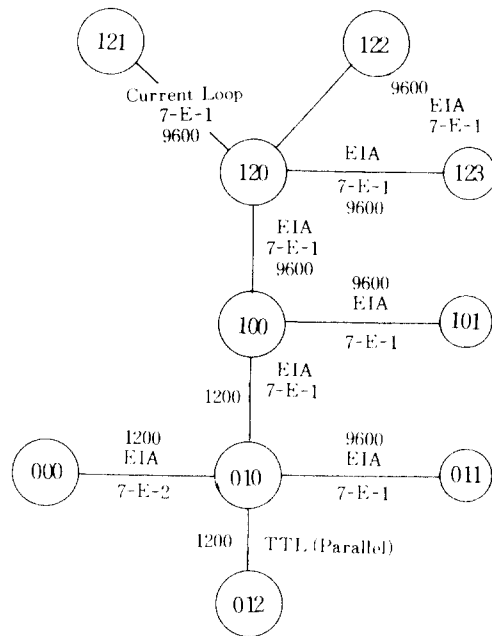 121
122
Current Loop
7-E-1
9600
9600
EIA
7-E-1
120
EIA
7-E-1
9600
123
EIA
7-E-1
9600
100
9600
EIA
7-E-1
101
1200
EIA
7-E-1
000
1200
EIA
7-E-2
010
9600
EIA
7-E-1
011
1200
TTL (Parallel)
012